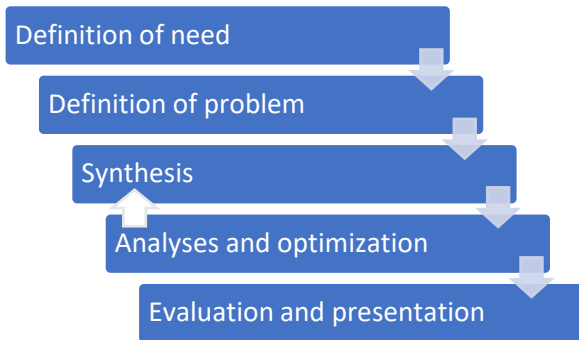 Definition of need
Definition of problem
Synthesis
Analyses and optimization
Evaluation and presentation